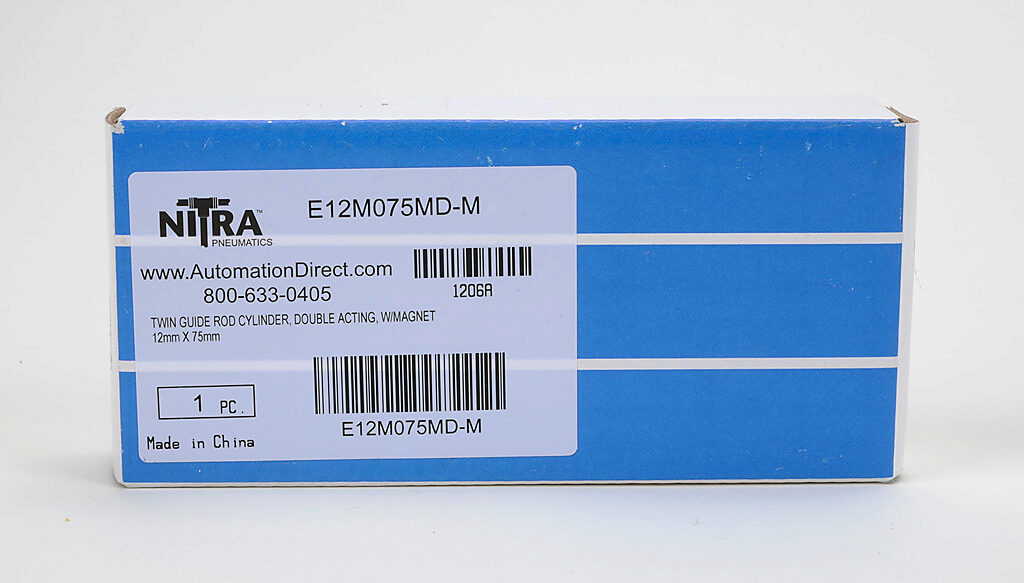 NITRA™
PNEUMATICS
E12M075MD-M
www.AutomationDirect.com
800-633-0405
1206A
TWIN GUIDE ROD CYLINDER, DOUBLE ACTING, W/MAGNET
12mm X 75mm
1 PC.
Made in China
E12M075MD-M